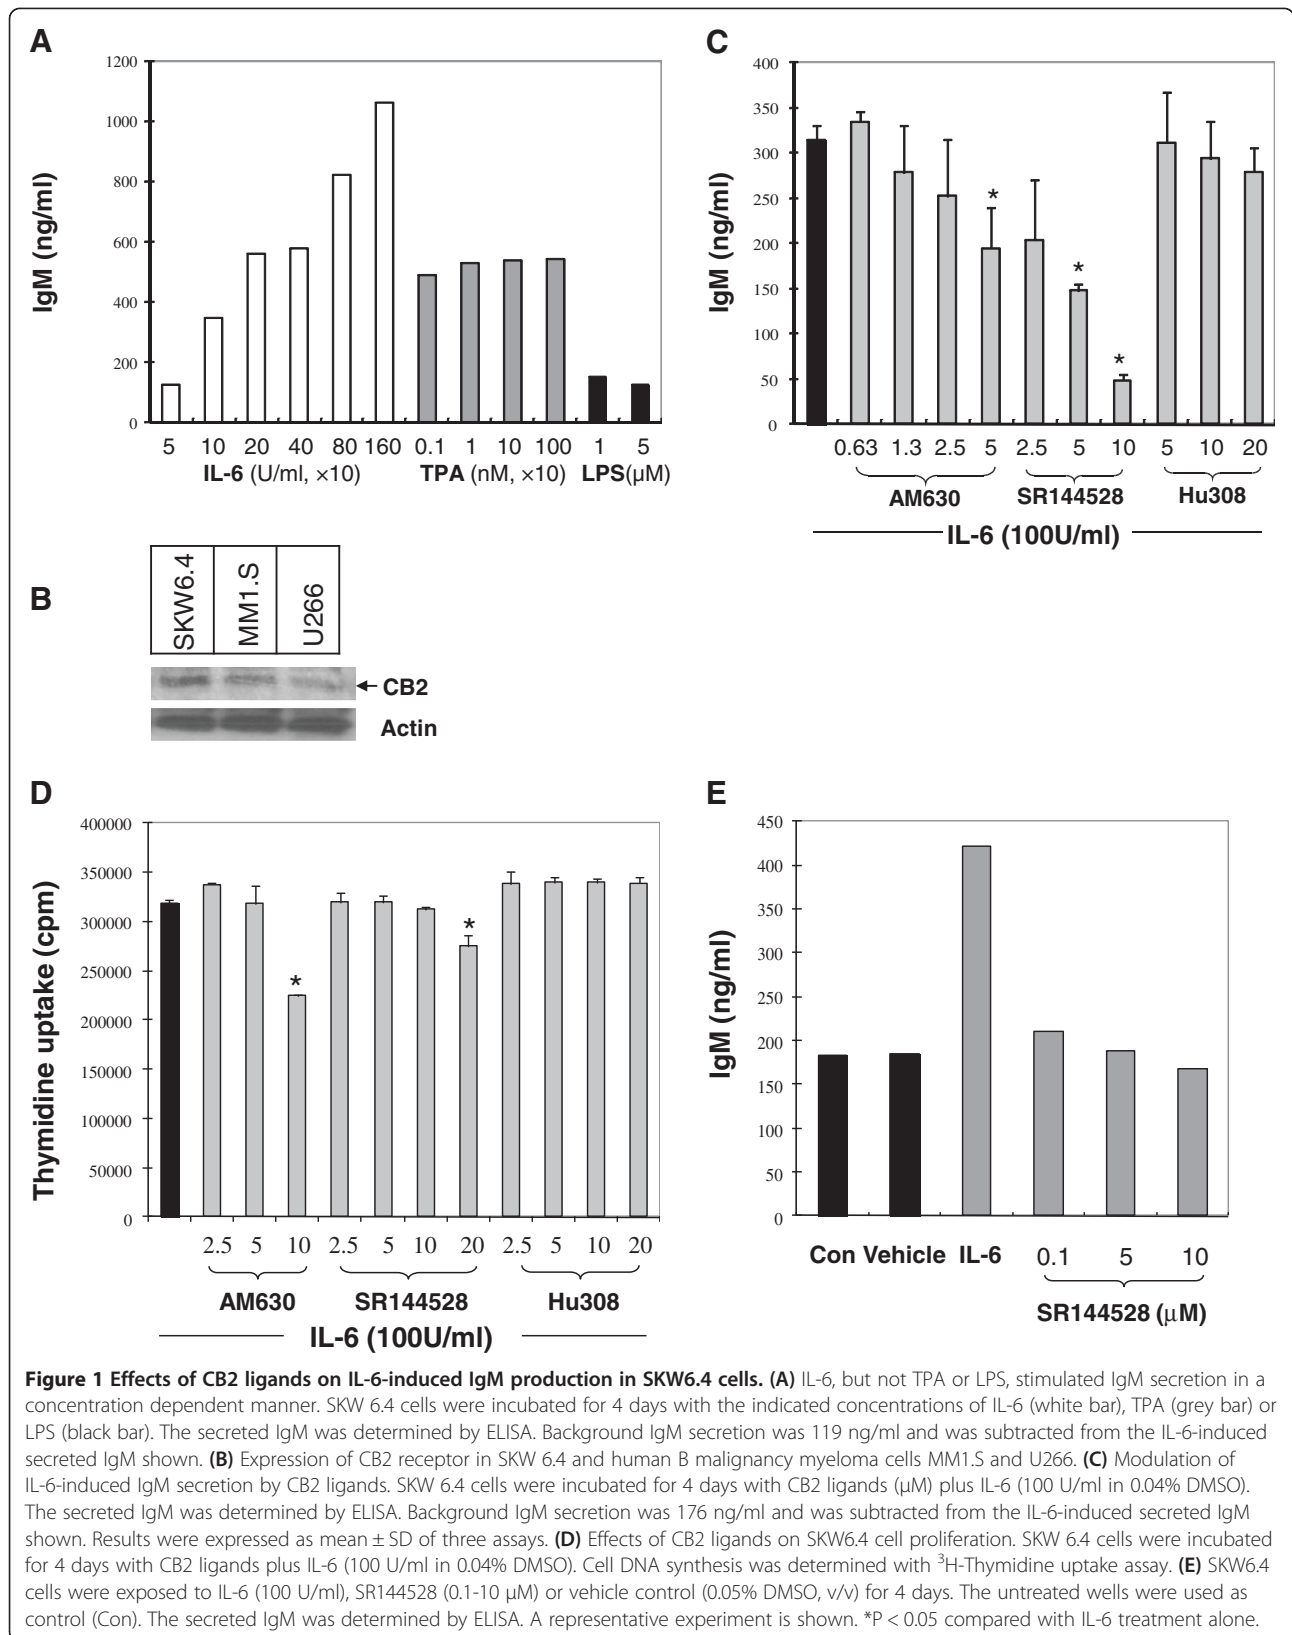 A
1200
1000
800
600
400
200
0
IgM (ng/ml)
5 10 20 40 80 160 0.1 1 10 100 1 5
IL-6 (U/ml, ×10) TPA (nM, ×10) LPS(μM)
C
400
350
300
250
200
150
100
50
0
IgM (ng/ml)
* * *
0.63 1.3 2.5 5 2.5 5 10 5 10 20
AM630 SR144528 Hu308
IL-6 (100U/ml)
B
SKW6.4 MM1.S U266
CB2
Actin
D
400000
350000
300000
250000
200000
150000
100000
50000
0
Thymidine uptake (cpm)
* *
2.5 5 10 2.5 5 10 20 2.5 5 10 20
AM630 SR144528 Hu308
IL-6 (100U/ml)
E
450
400
350
300
250
200
150
100
50
0
IgM (ng/ml)
Con Vehicle IL-6 0.1 5 10
SR144528 (μM)
Figure 1 Effects of CB2 ligands on IL-6-induced IgM production in SKW6.4 cells. (A) IL-6, but not TPA or LPS, stimulated IgM secretion in a
concentration dependent manner. SKW 6.4 cells were incubated for 4 days with the indicated concentrations of IL-6 (white bar), TPA (grey bar) or
LPS (black bar). The secreted IgM was determined by ELISA. Background IgM secretion was 119 ng/ml and was subtracted from the IL-6-induced
secreted IgM shown. (B) Expression of CB2 receptor in SKW 6.4 and human B malignancy myeloma cells MM1.S and U266. (C) Modulation of
IL-6-induced IgM secretion by CB2 ligands. SKW 6.4 cells were incubated for 4 days with CB2 ligands (μM) plus IL-6 (100 U/ml in 0.04% DMSO).
The secreted IgM was determined by ELISA. Background IgM secretion was 176 ng/ml and was subtracted from the IL-6-induced secreted IgM
shown. Results were expressed as mean ± SD of three assays. (D) Effects of CB2 ligands on SKW6.4 cell proliferation. SKW 6.4 cells were incubated
for 4 days with CB2 ligands plus IL-6 (100 U/ml in 0.04% DMSO). Cell DNA synthesis was determined with ³H-Thymidine uptake assay. (E) SKW6.4
cells were exposed to IL-6 (100 U/ml), SR144528 (0.1-10 μM) or vehicle control (0.05% DMSO, v/v) for 4 days. The untreated wells were used as
control (Con). The secreted IgM was determined by ELISA. A representative experiment is shown. *P < 0.05 compared with IL-6 treatment alone.